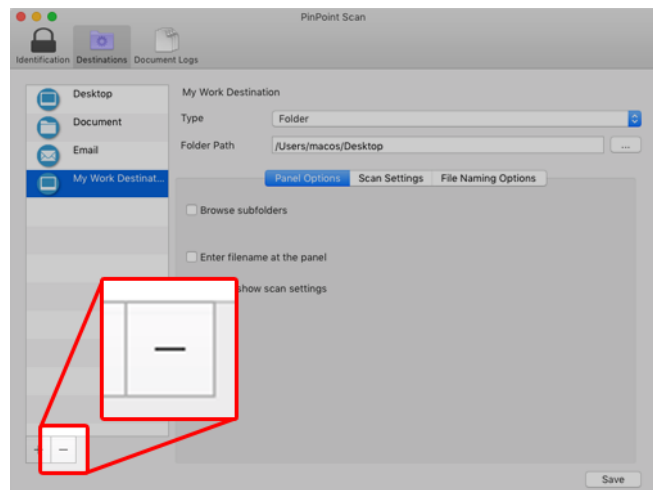 PinPoint Scan
Identification Destinations Document Logs
Desktop
Document
Email
My Work Destinat...
My Work Destination
Type Folder
Folder Path /Users/macos/Desktop ...
Panel Options Scan Settings File Naming Options
Browse subfolders
Enter filename at the panel
show scan settings
+ −
Save